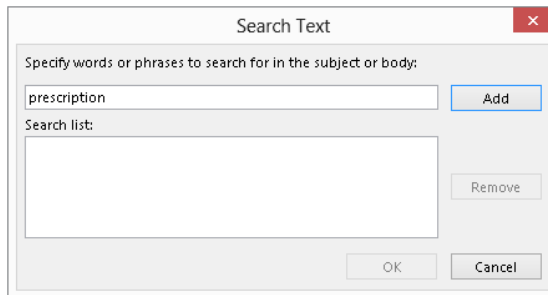 Search Text
Specify words or phrases to search for in the subject or body:
prescription
Add
Search list:
Remove
OK
Cancel